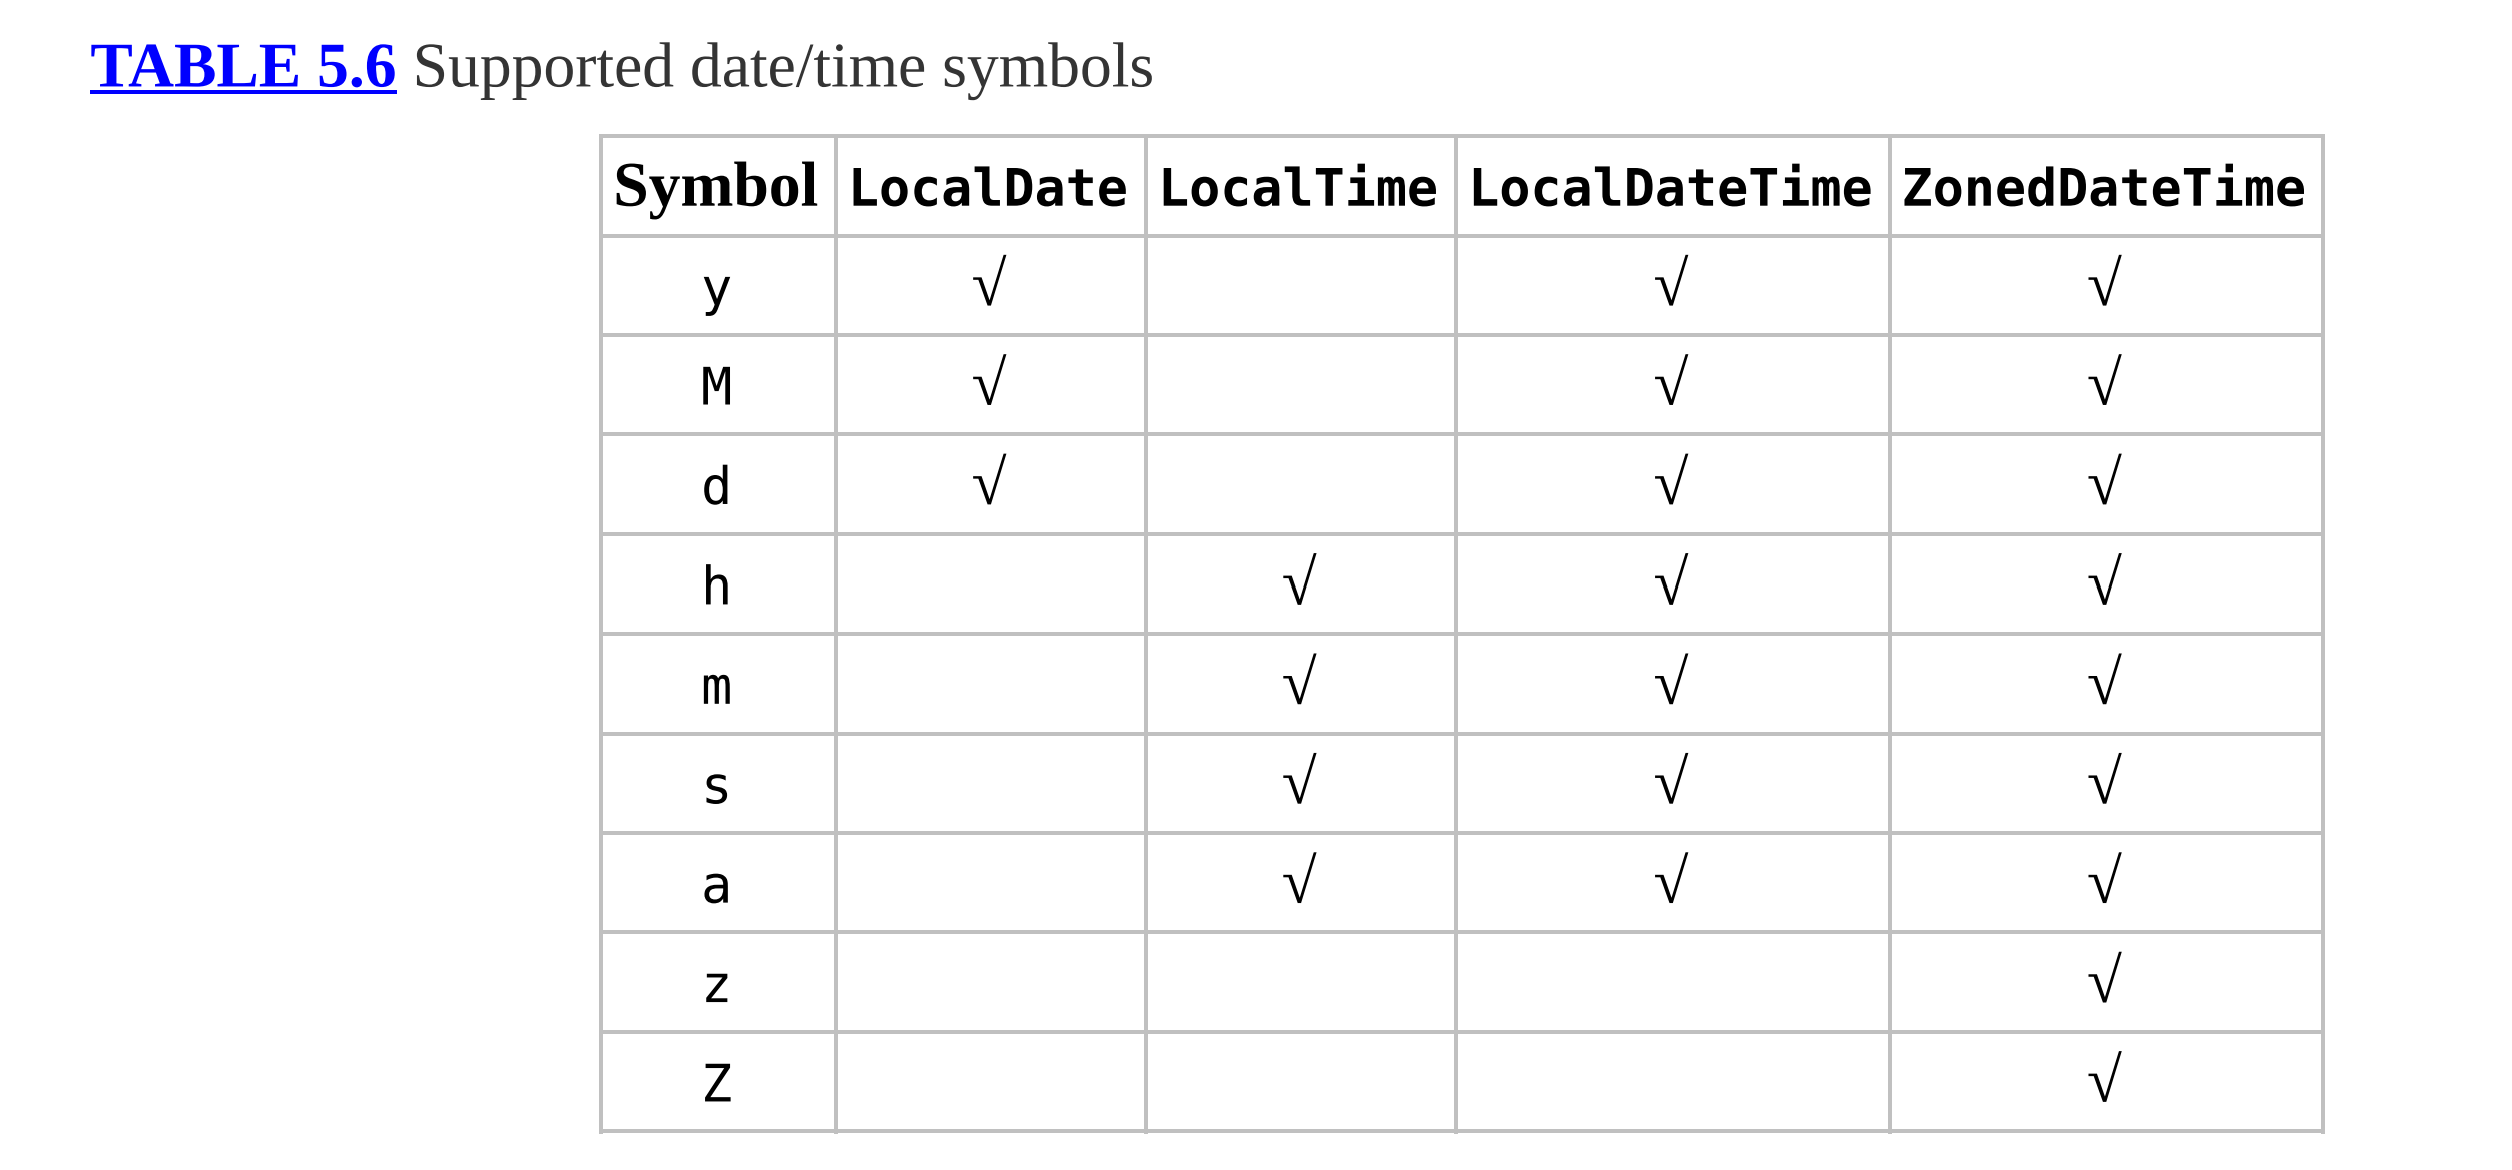 TABLE 5.6 Supported date/time symbols
Symbol LocalDate LocalTime LocalDateTime ZonedDateTime
y √ √ √
M √ √ √
d √ √ √
h √ √ √
m √ √ √
s √ √ √
a √ √ √
z √
Z √